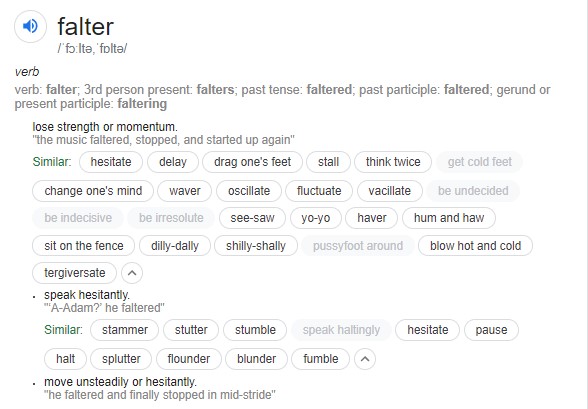 falter
/ˈfɔːltə,ˈfɒltə/
verb
verb: falter; 3rd person present: falters; past tense: faltered; past participle: faltered; gerund or
present participle: faltering
lose strength or momentum.
"the music faltered, stopped, and started up again"
Similar: hesitate delay drag one's feet stall think twice get cold feet
change one's mind waver oscillate fluctuate vacillate be undecided
be indecisive be irresolute see-saw yo-yo haver hum and haw
sit on the fence dilly-dally shilly-shally pussyfoot around blow hot and cold
tergiversate
• speak hesitantly.
"‘A-Adam?’ he faltered"
Similar: stammer stutter stumble speak haltingly hesitate pause
halt splutter flounder blunder fumble
• move unsteadily or hesitantly.
"he faltered and finally stopped in mid-stride"